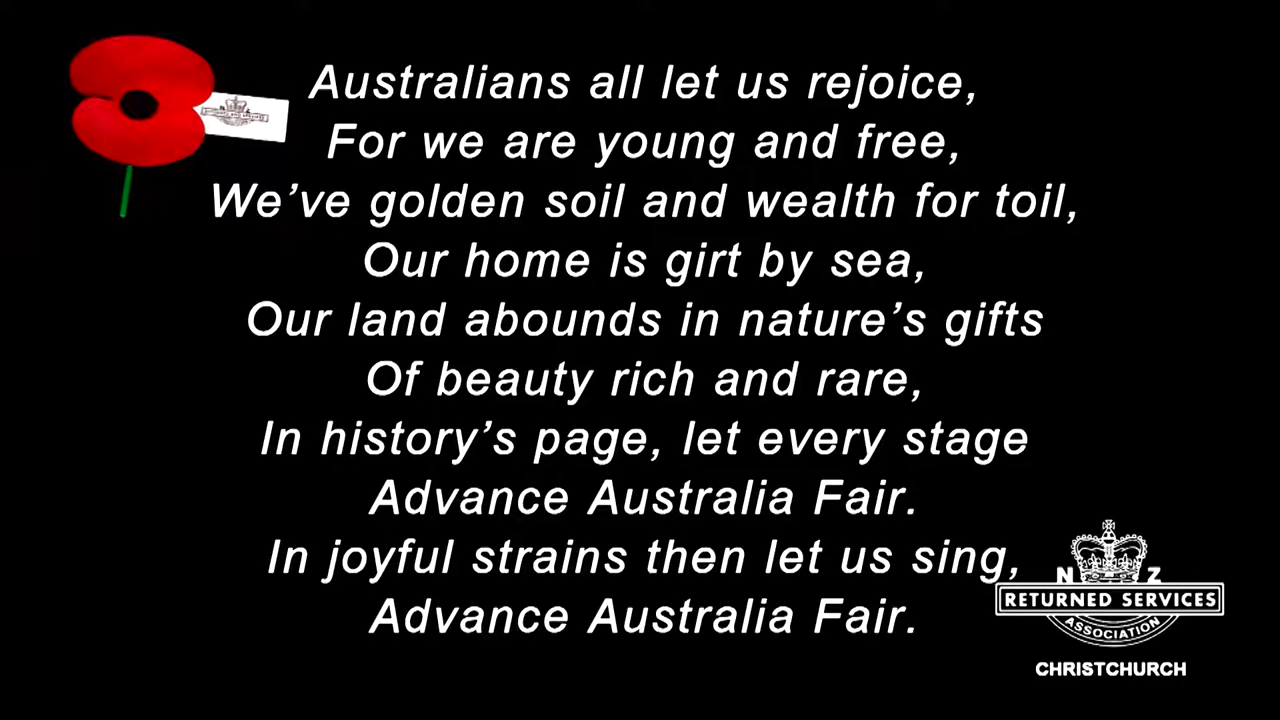 Australians all let us rejoice,
For we are young and free,
We’ve golden soil and wealth for toil,
Our home is girt by sea,
Our land abounds in nature’s gifts
Of beauty rich and rare,
In history’s page, let every stage
Advance Australia Fair.
In joyful strains then let us sing,
Advance Australia Fair.
N Z
RETURNED SERVICES
ASSOCIATION
CHRISTCHURCH